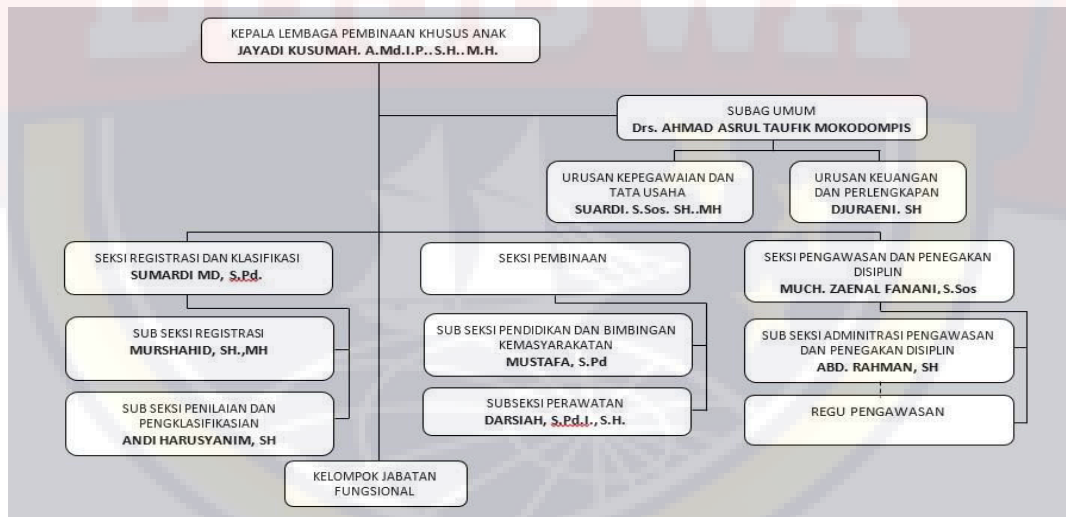 KEPALA LEMBAGA PEMBINAAN KHUSUS ANAK
JAYADI KUSUMAH. A.Md.I.P.. S.H.. M.H.
SUBAG UMUM
Drs. AHMAD ASRUL TAUFIK MOKODOMPIS
URUSAN KEPEGAWAIAN DAN
TATA USAHA
SUARDI. S.Sos. SH..MH
URUSAN KEUANGAN
DAN PERLENGKAPAN
DJURAENI. SH
SEKSI REGISTRASI DAN KLASIFIKASI
SUMARDI MD, S.Pd.
SEKSI PEMBINAAN
SEKSI PENGAWASAN DAN PENEGAKAN
DISIPLIN
MUCH. ZAENAL FANANI, S.Sos
SUB SEKSI REGISTRASI
MURSHAHID, SH.,MH
SUB SEKSI PENDIDIKAN DAN BIMBINGAN
KEMASYARAKATAN
MUSTAFA, S.Pd
SUB SEKSI ADMINITRASI PENGAWASAN
DAN PENEGAKAN DISIPLIN
ABD. RAHMAN, SH
SUB SEKSI PENILAIAN DAN
PENGKLASIFIKASIAN
ANDI HARUSYANIM, SH
SUBSEKSI PERAWATAN
DARSIAH, S.Pd.I., S.H.
REGU PENGAWASAN
KELOMPOK JABATAN
FUNGSIONAL